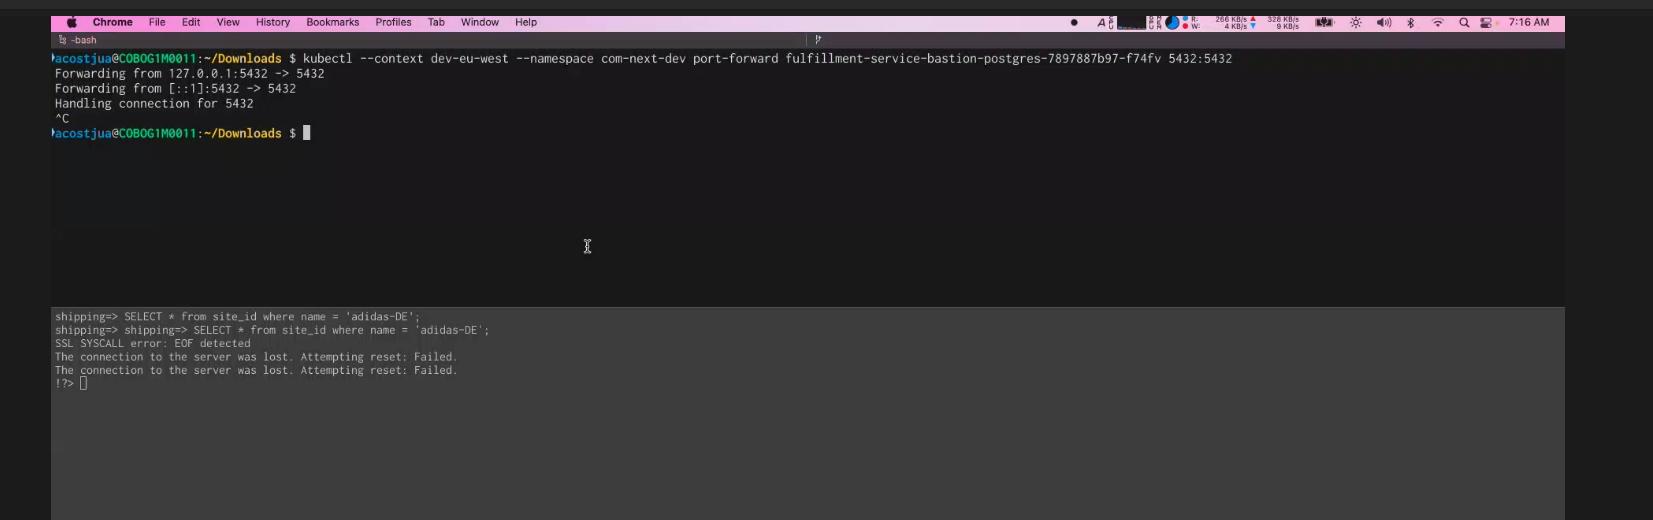 Chrome File Edit View History Bookmarks Profiles Tab Window Help R: W: 266 KB/s 4 KB/s 328 KB/s 9 KB/s 7:16 AM
-bash
acostjua@COBOG1M0011:~/Downloads $ kubectl --context dev-eu-west --namespace com-next-dev port-forward fulfillment-service-bastion-postgres-7897887b97-f74fv 5432:5432
Forwarding from 127.0.0.1:5432 -> 5432
Forwarding from [::1]:5432 -> 5432
Handling connection for 5432
^C
acostjua@COBOG1M0011:~/Downloads $
shipping=> SELECT * from site_id where name = 'adidas-DE';
shipping=> shipping=> SELECT * from site_id where name = 'adidas-DE';
SSL SYSCALL error: EOF detected
The connection to the server was lost. Attempting reset: Failed.
The connection to the server was lost. Attempting reset: Failed.
!?>